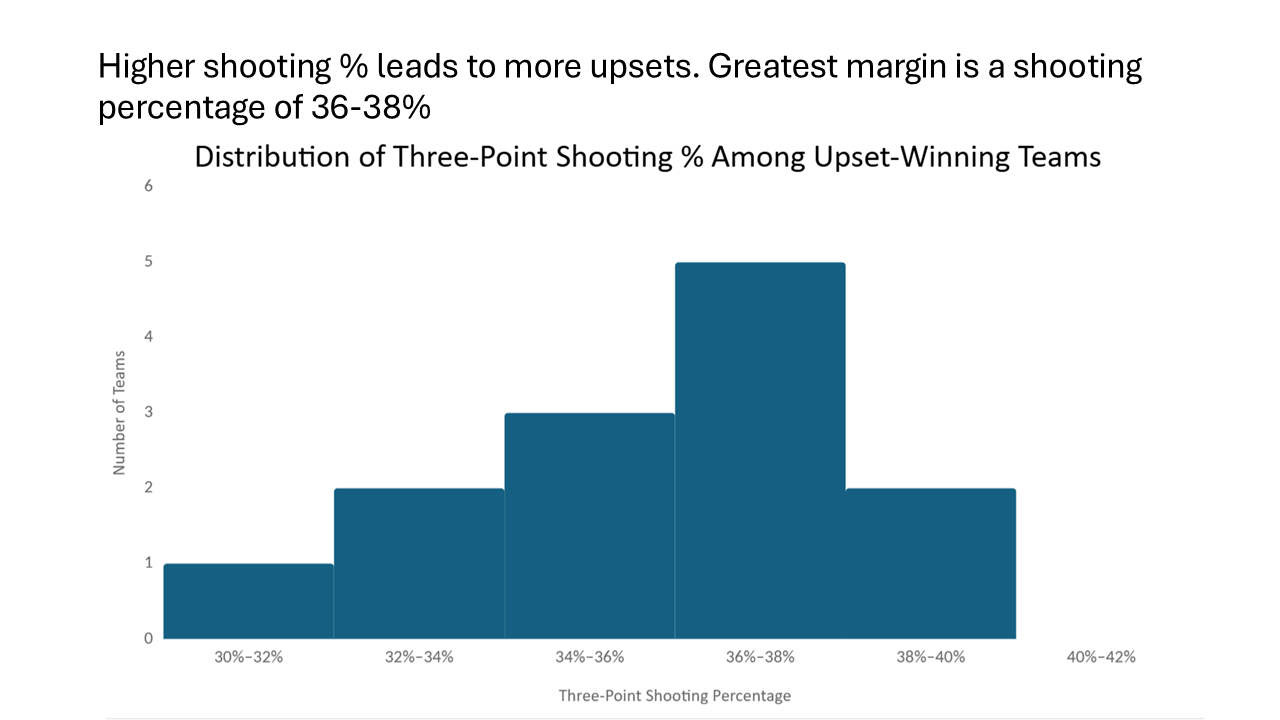 Higher shooting % leads to more upsets. Greatest margin is a shooting
percentage of 36-38%
Distribution of Three-Point Shooting % Among Upset-Winning Teams
6
5
4
3
2
1
0
Number of Teams
30%–32%
32%–34%
34%–36%
36%–38%
38%–40%
40%–42%
Three-Point Shooting Percentage